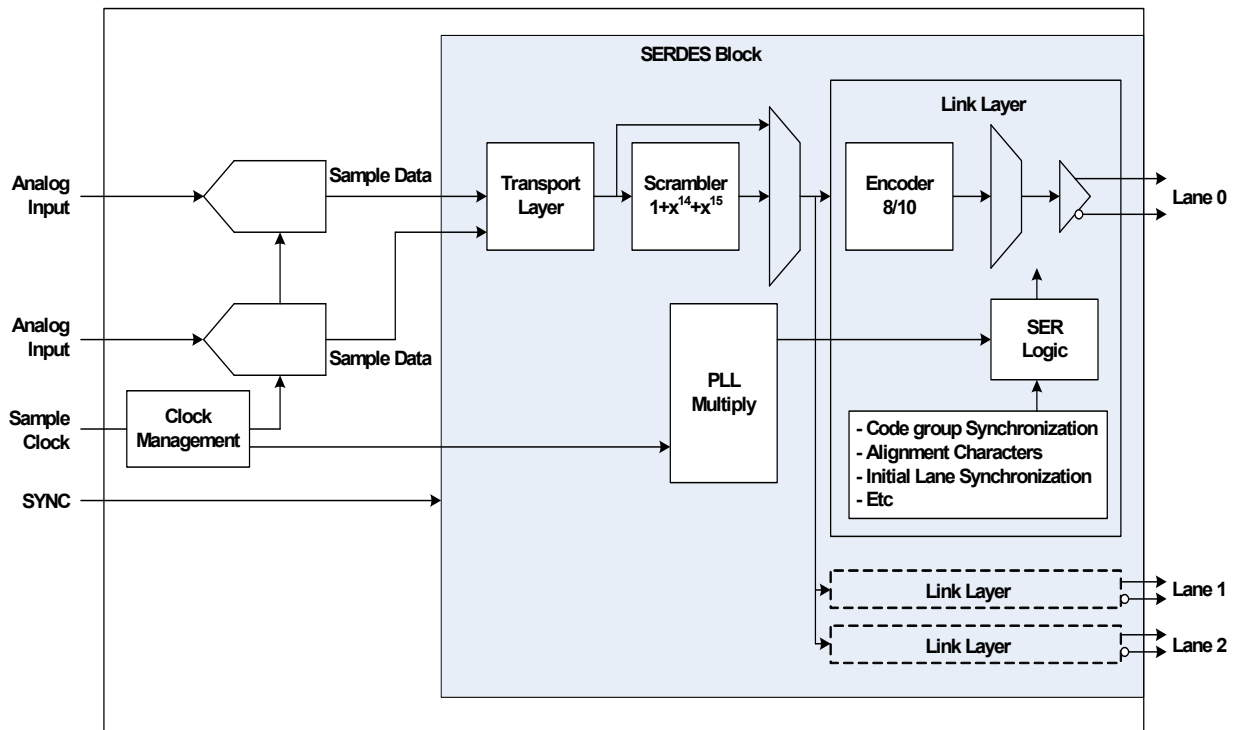 SERDES Block
Link Layer
Analog
Input
Sample Data
Transport
Layer
Scrambler
1+x¹⁴+x¹⁵
Encoder
8/10
Lane 0
Analog
Input
Sample Data
SER
Logic
PLL
Multiply
Sample
Clock
Clock
Management
- Code group Synchronization
- Alignment Characters
- Initial Lane Synchronization
- Etc
SYNC
Link Layer
Lane 1
Link Layer
Lane 2